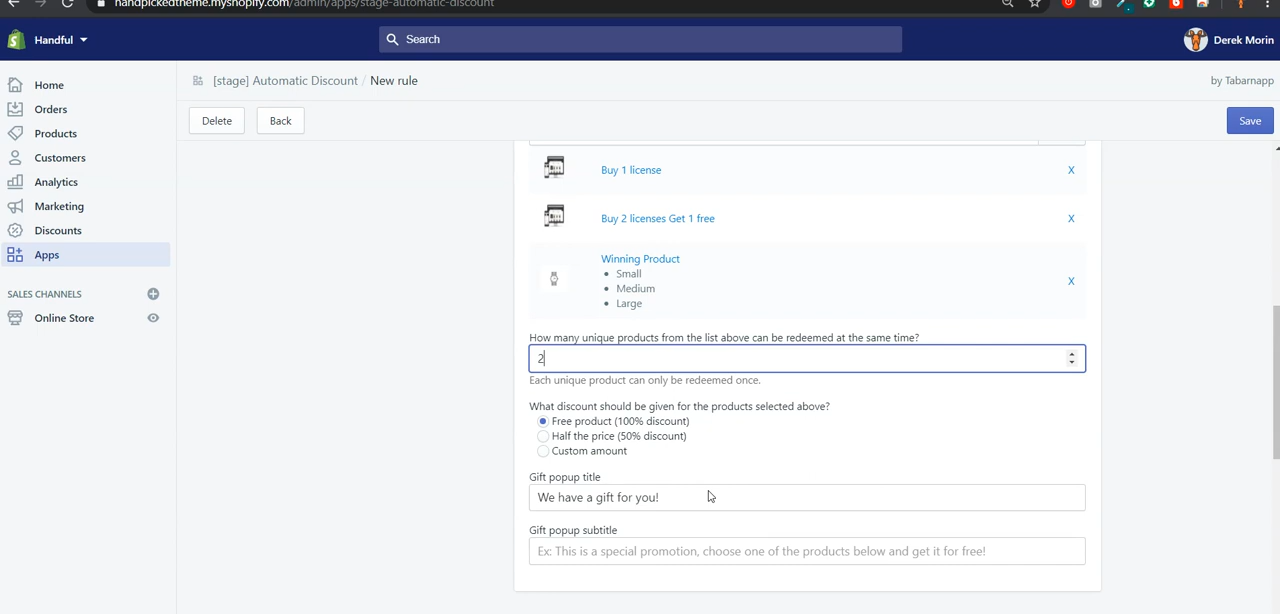 handpickedtheme.myshopify.com/admin/apps/stage-automatic-discount
Handful
Search
Derek Morin
Home
Orders
Products
Customers
Analytics
Marketing
Discounts
Apps
SALES CHANNELS
Online Store
[stage] Automatic Discount / New rule
by Tabarnapp
Delete
Back
Save
Buy 1 license
X
Buy 2 licenses Get 1 free
X
Winning Product
Small
Medium
Large
X
How many unique products from the list above can be redeemed at the same time?
2
Each unique product can only be redeemed once.
What discount should be given for the products selected above?
Free product (100% discount)
Half the price (50% discount)
Custom amount
Gift popup title
We have a gift for you!
Gift popup subtitle
Ex: This is a special promotion, choose one of the products below and get it for free!